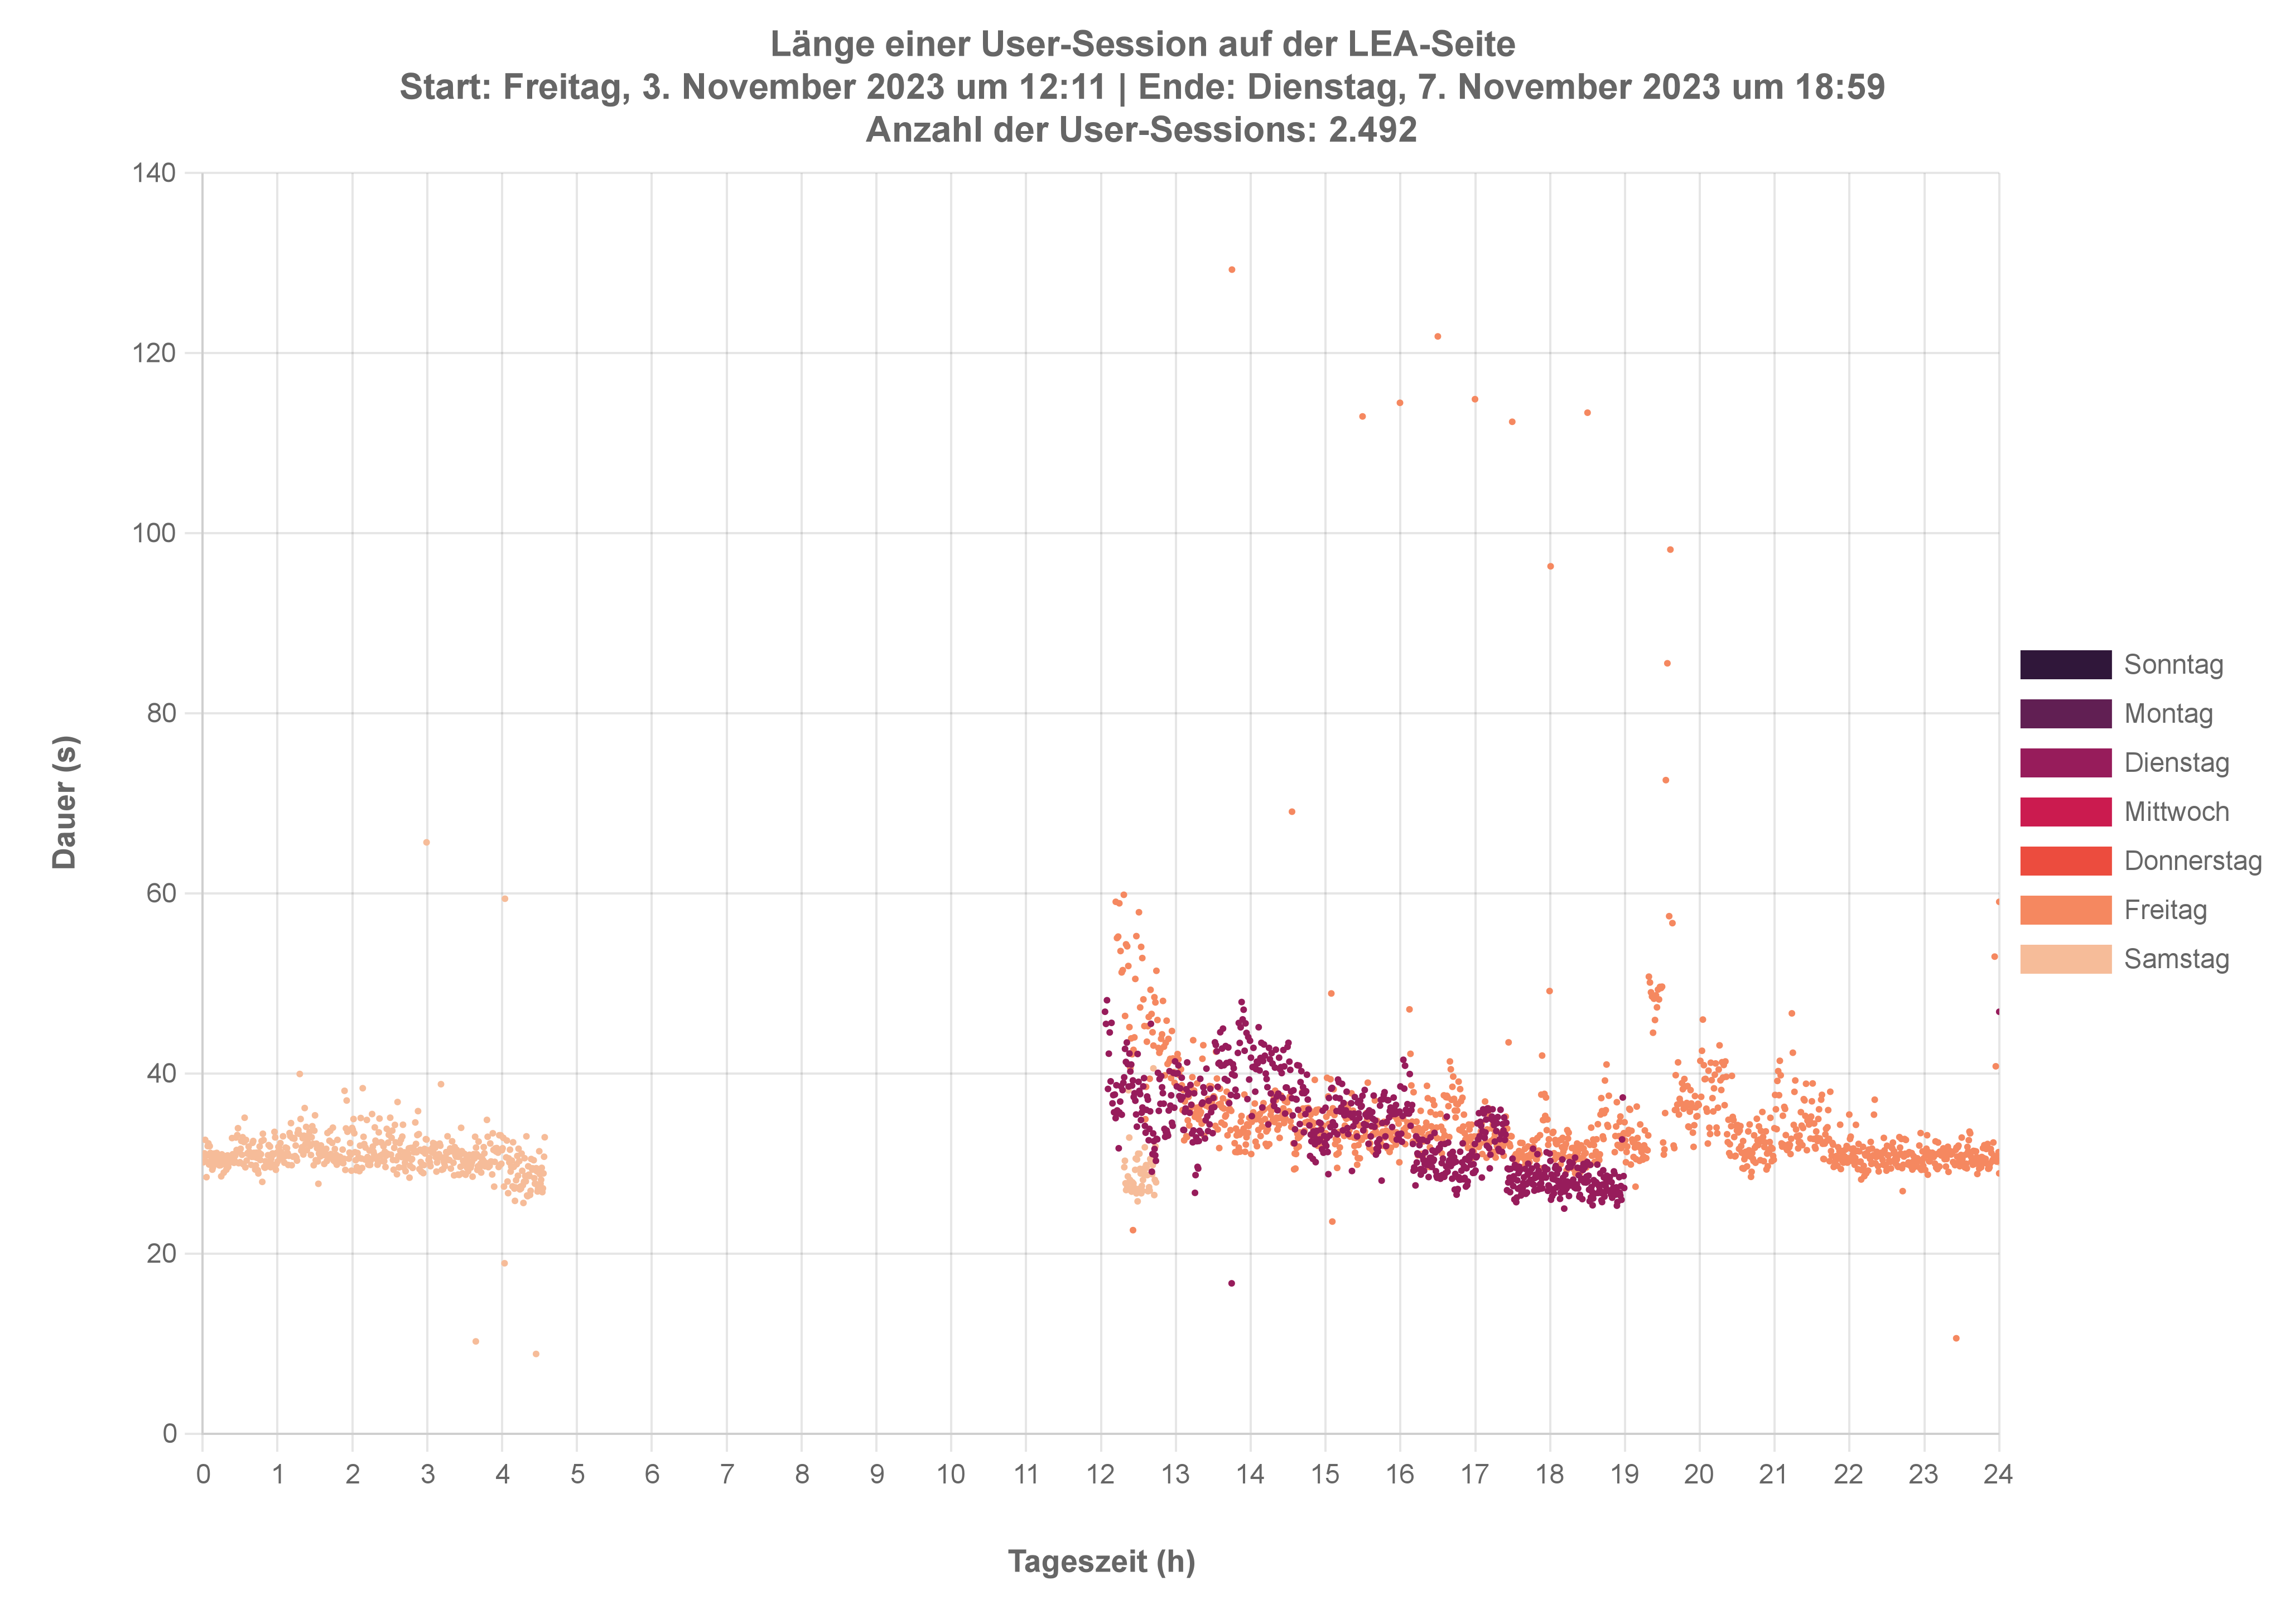 Länge einer User-Session auf der LEA-Seite
Start: Freitag, 3. November 2023 um 12:11 | Ende: Dienstag, 7. November 2023 um 18:59
Anzahl der User-Sessions: 2.492
140
120
100
80
60
40
20
0
Dauer (s)
0 1 2 3 4 5 6 7 8 9 10 11 12 13 14 15 16 17 18 19 20 21 22 23 24
Tageszeit (h)
Sonntag
Montag
Dienstag
Mittwoch
Donnerstag
Freitag
Samstag